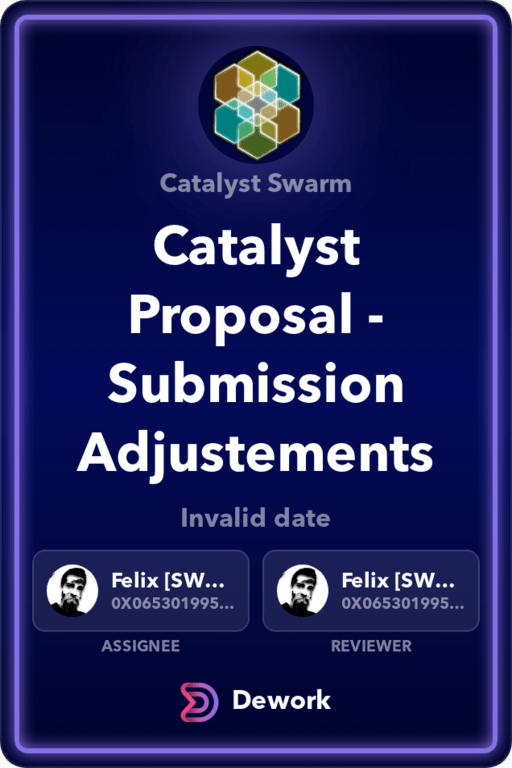 Catalyst Swarm
Catalyst
Proposal -
Submission
Adjustements
Invalid date
Felix [SW... Felix [SW...
0X065301995... 0X065301995...
ASSIGNEE REVIEWER
Dework